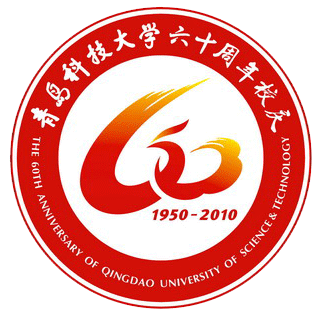 青岛科技大学六十周年校庆
60
1950-2010
THE 60TH ANNIVERSARY OF QINGDAO UNIVERSITY OF SCIENCE & TECHNOLOGY